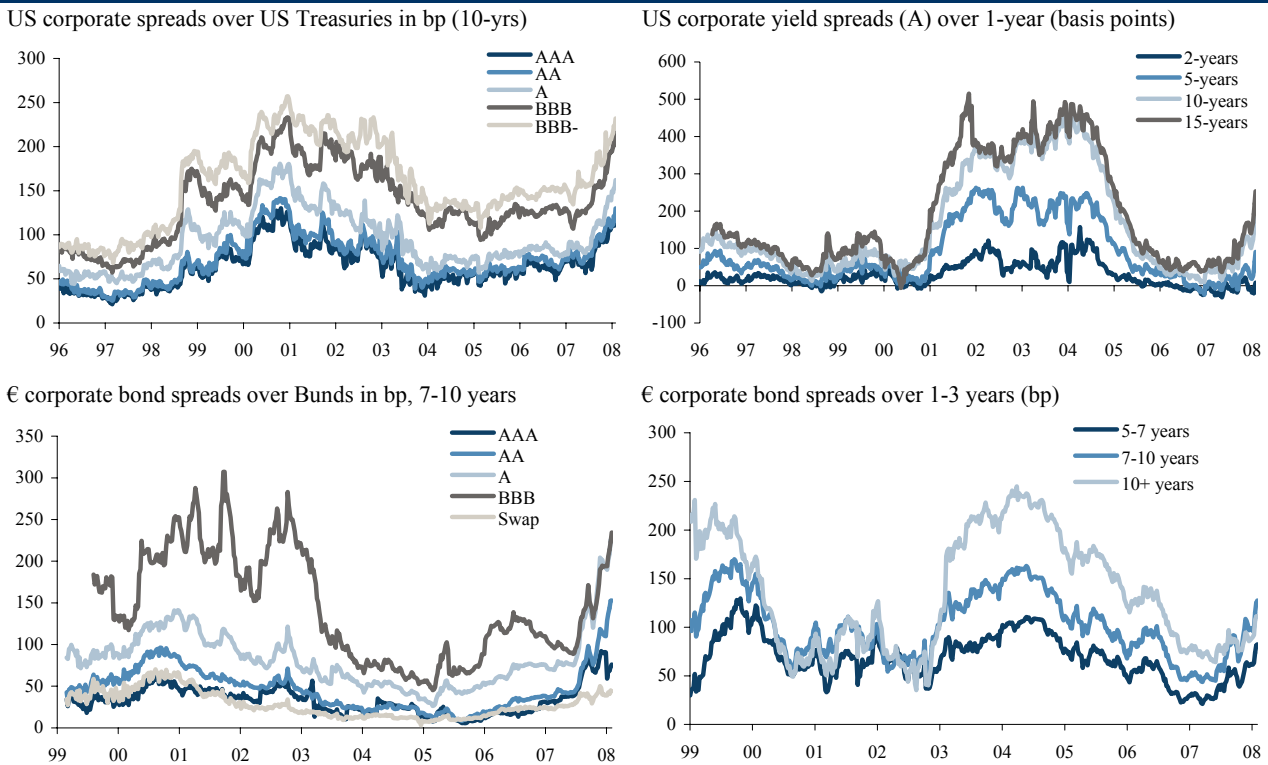 US corporate spreads over US Treasuries in bp (10-yrs)
300
250
200
150
100
50
0
96 97 98 99 00 01 02 03 04 05 06 07 08
AAA
AA
A
BBB
BBB-
US corporate yield spreads (A) over 1-year (basis points)
600
500
400
300
200
100
0
-100
96 97 98 99 00 01 02 03 04 05 06 07 08
2-years
5-years
10-years
15-years
€ corporate bond spreads over Bunds in bp, 7-10 years
350
300
250
200
150
100
50
0
99 00 01 02 03 04 05 06 07 08
AAA
AA
A
BBB
Swap
€ corporate bond spreads over 1-3 years (bp)
300
250
200
150
100
50
0
99 00 01 02 03 04 05 06 07 08
5-7 years
7-10 years
10+ years